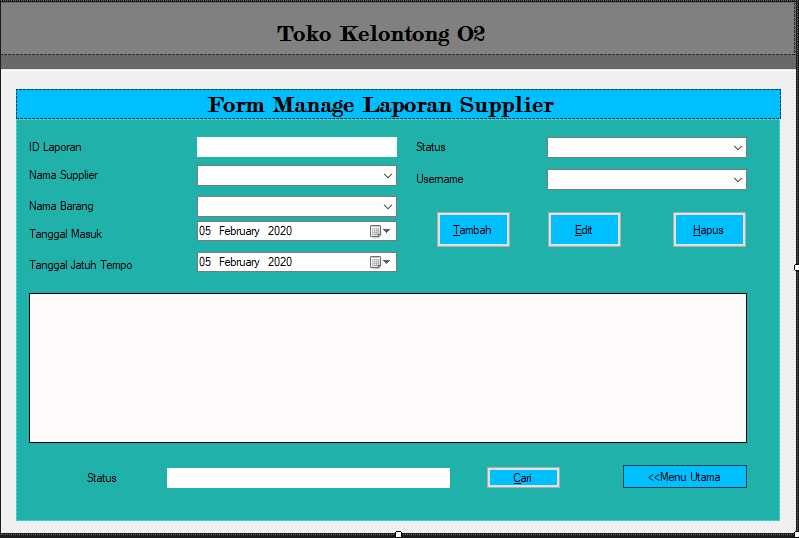 Toko Kelontong O2
Form Manage Laporan Supplier
ID Laporan
Nama Supplier
Nama Barang
Tanggal Masuk
05 February 2020
Tanggal Jatuh Tempo
05 February 2020
Status
Username
Tambah
Edit
Hapus
Status
Cari
<<Menu Utama